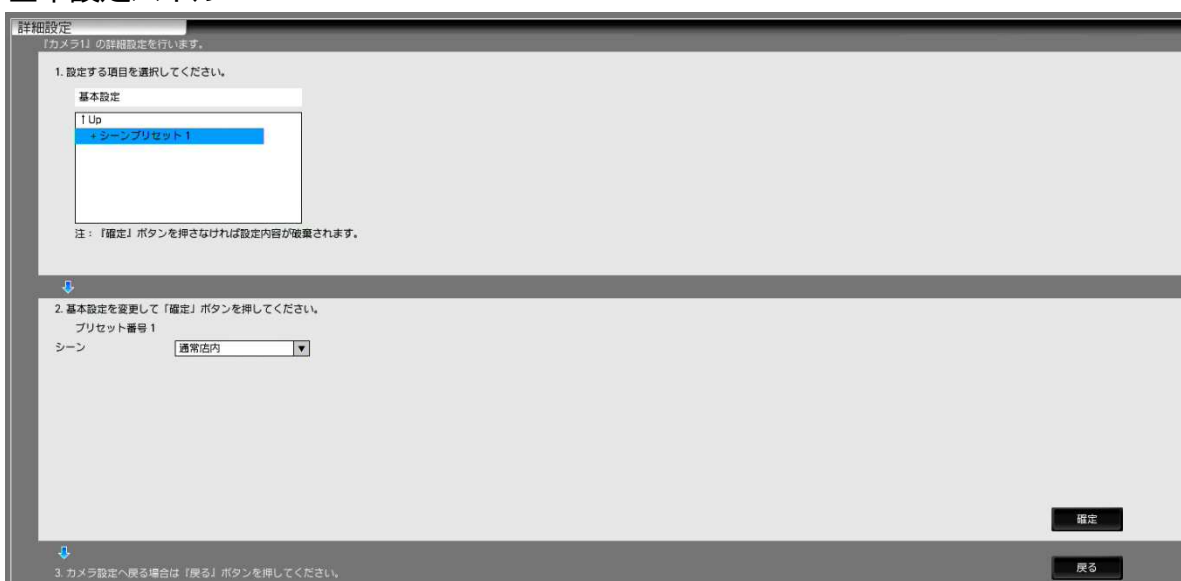 詳細設定
「カメラ1」の詳細設定を行います。
1. 設定する項目を選択してください。
基本設定
↑Up
+ シーンプリセット 1
注：「確定」ボタンを押さなければ設定内容が破棄されます。
2. 基本設定を変更して「確定」ボタンを押してください。
プリセット番号 1
シーン 通常店内
確定
3. カメラ設定へ戻る場合は「戻る」ボタンを押してください。
戻る